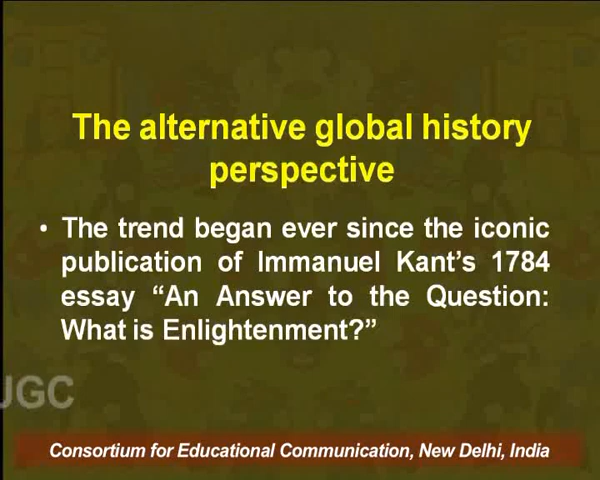 The alternative global history
perspective
• The trend began ever since the iconic
publication of Immanuel Kant's 1784
essay “An Answer to the Question:
What is Enlightenment?”
JGC
Consortium for Educational Communication, New Delhi, India